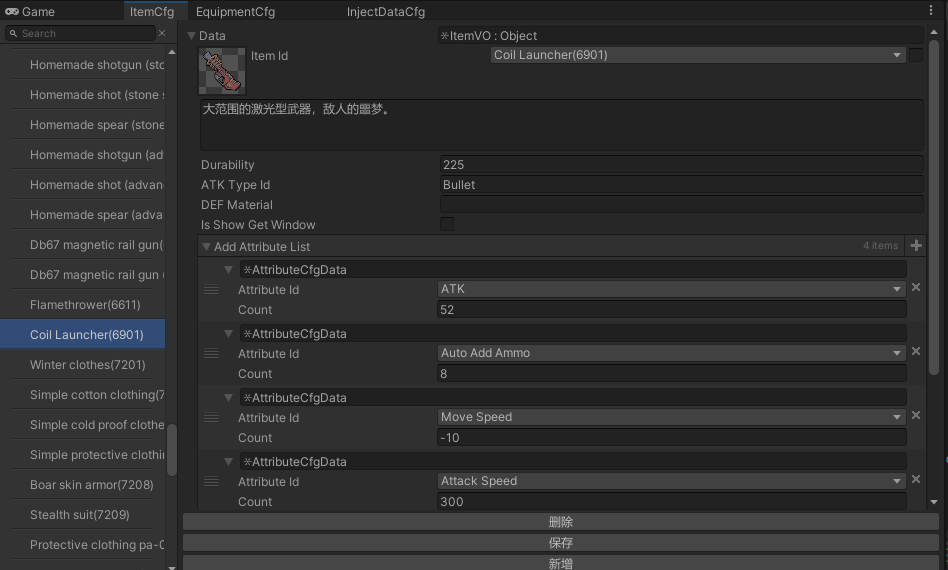 Game
ItemCfg
EquipmentCfg
InjectDataCfg
Search
Homemade shotgun (sto
Homemade shot (stone s
Homemade spear (stone
Homemade shotgun (adv
Homemade shot (advan
Homemade spear (adva
Db67 magnetic rail gun(
Db67 magnetic rail gun (
Flamethrower(6611)
Coil Launcher(6901)
Winter clothes(7201)
Simple cotton clothing(7
Simple cold proof clothe
Simple protective clothin
Boar skin armor(7208)
Stealth suit(7209)
Protective clothing pa-0
Data
※ItemVO : Object
Item Id
Coil Launcher(6901)
大范围的激光型武器，敌人的噩梦。
Durability
225
ATK Type Id
Bullet
DEF Material
Is Show Get Window
Add Attribute List
4 items
※AttributeCfgData
Attribute Id
ATK
Count
52
※AttributeCfgData
Attribute Id
Auto Add Ammo
Count
8
※AttributeCfgData
Attribute Id
Move Speed
Count
-10
※AttributeCfgData
Attribute Id
Attack Speed
Count
300
删除
保存
新增